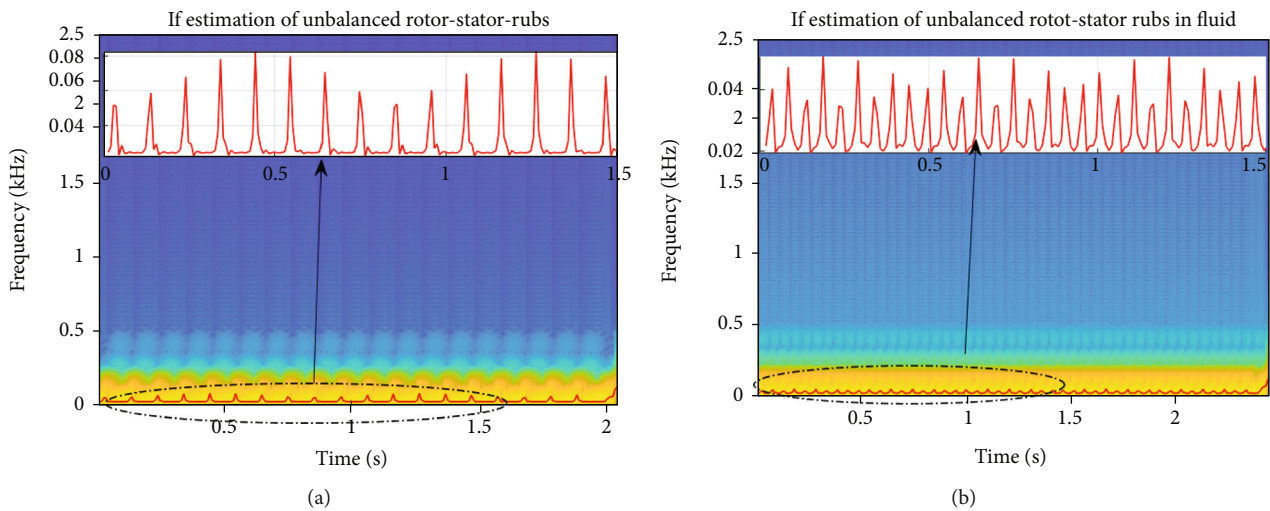 If estimation of unbalanced rotor-stator-rubs
2.5
0.08
0.06
2
0.04
0 0.5 1 1.5
1.5
1
0.5
0
0.5 1 1.5 2
Frequency (kHz)
Time (s)
(a)
If estimation of unbalanced rotot-stator rubs in fluid
2.5
0.04
2
0.02
0 0.5 1 1.5
1.5
1
0.5
0
0.5 1 1.5 2
Frequency (kHz)
Time (s)
(b)